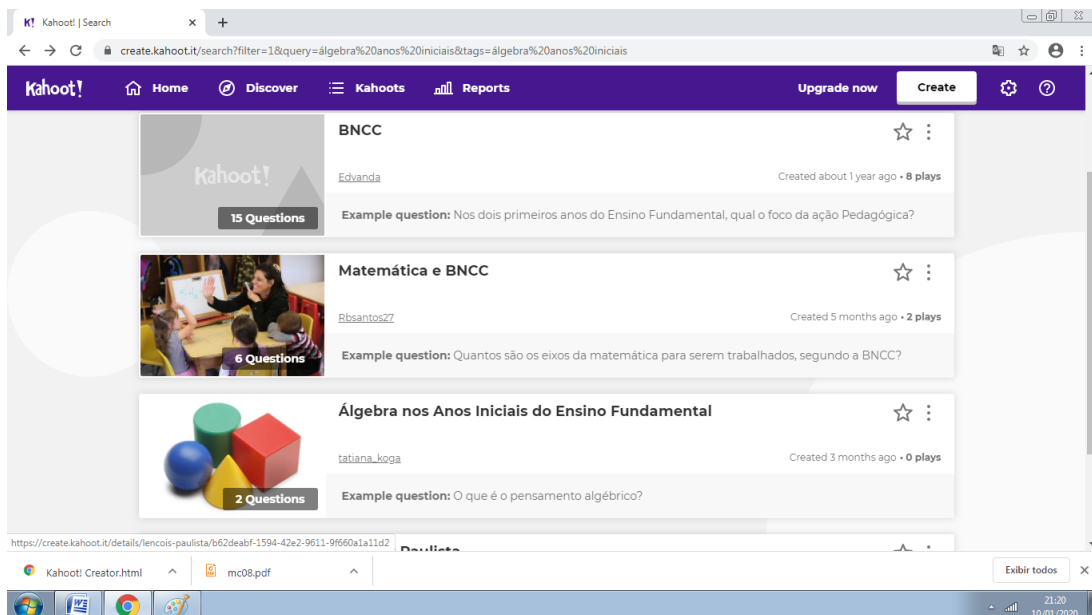 K! Kahoot! | Search
create.kahoot.it/search?filter=1&query=álgebra%20anos%20iniciais&tags=álgebra%20anos%20iniciais
Kahoot! Home Discover Kahoots Reports Upgrade now Create
BNCC
Kahoot!
Edvanda Created about 1 year ago • 8 plays
15 Questions Example question: Nos dois primeiros anos do Ensino Fundamental, qual o foco da ação Pedagógica?
Matemática e BNCC
Rbsantos27 Created 5 months ago • 2 plays
6 Questions Example question: Quantos são os eixos da matemática para serem trabalhados, segundo a BNCC?
Álgebra nos Anos Iniciais do Ensino Fundamental
tatiana_koga Created 3 months ago • 0 plays
2 Questions Example question: O que é o pensamento algébrico?
https://create.kahoot.it/details/lencois-paulista/b62deabf-1594-42e2-9611-9f660a1a11d2 Paulista
Kahoot! Creator.html mc08.pdf Exibir todos
21:20
10/01/2020